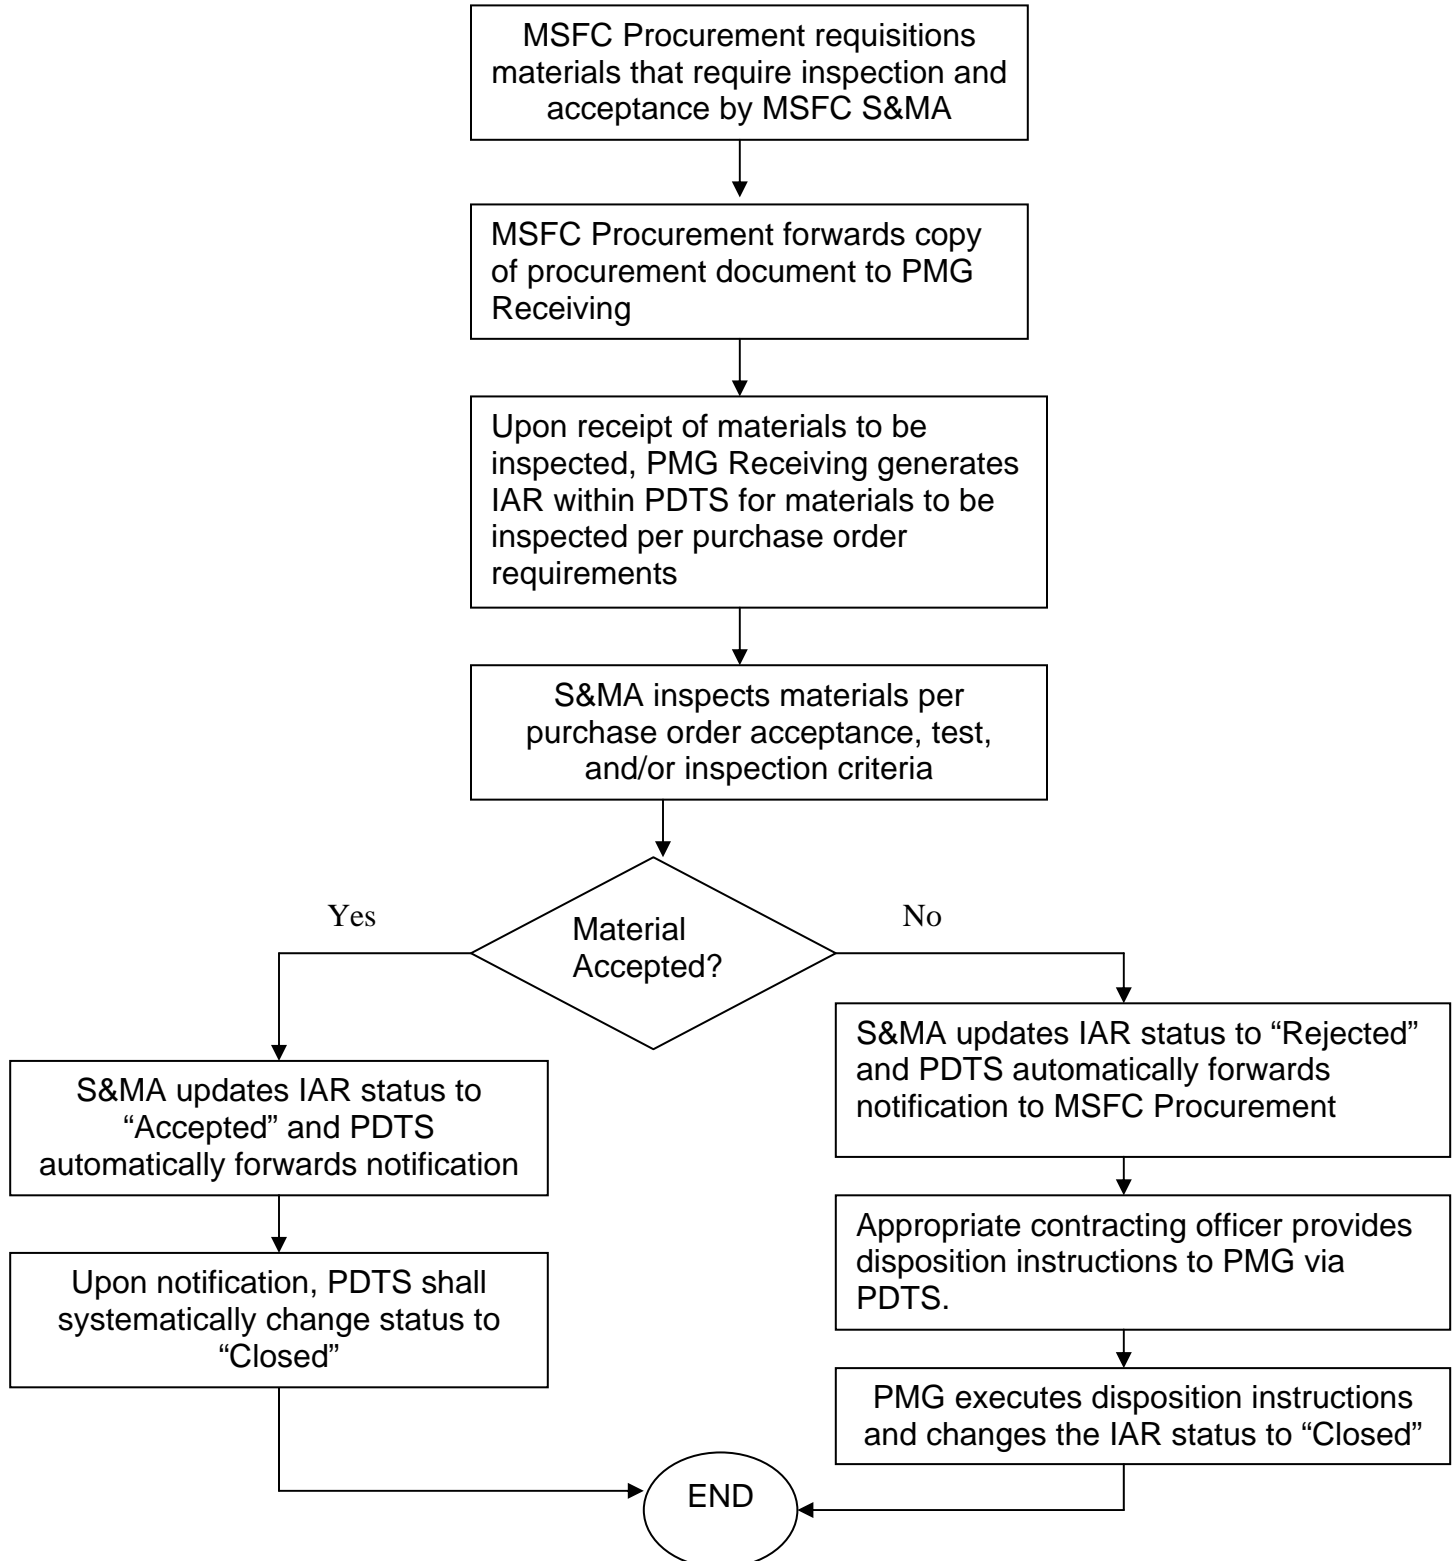 MSFC Procurement requisitions
materials that require inspection and
acceptance by MSFC S&MA
MSFC Procurement forwards copy
of procurement document to PMG
Receiving
Upon receipt of materials to be
inspected, PMG Receiving generates
IAR within PDTS for materials to be
inspected per purchase order
requirements
S&MA inspects materials per
purchase order acceptance, test,
and/or inspection criteria
Material
Accepted?
Yes
S&MA updates IAR status to
“Accepted” and PDTS
automatically forwards notification
Upon notification, PDTS shall
systematically change status to
“Closed”
No
S&MA updates IAR status to “Rejected”
and PDTS automatically forwards
notification to MSFC Procurement
Appropriate contracting officer provides
disposition instructions to PMG via
PDTS.
PMG executes disposition instructions
and changes the IAR status to “Closed”
END